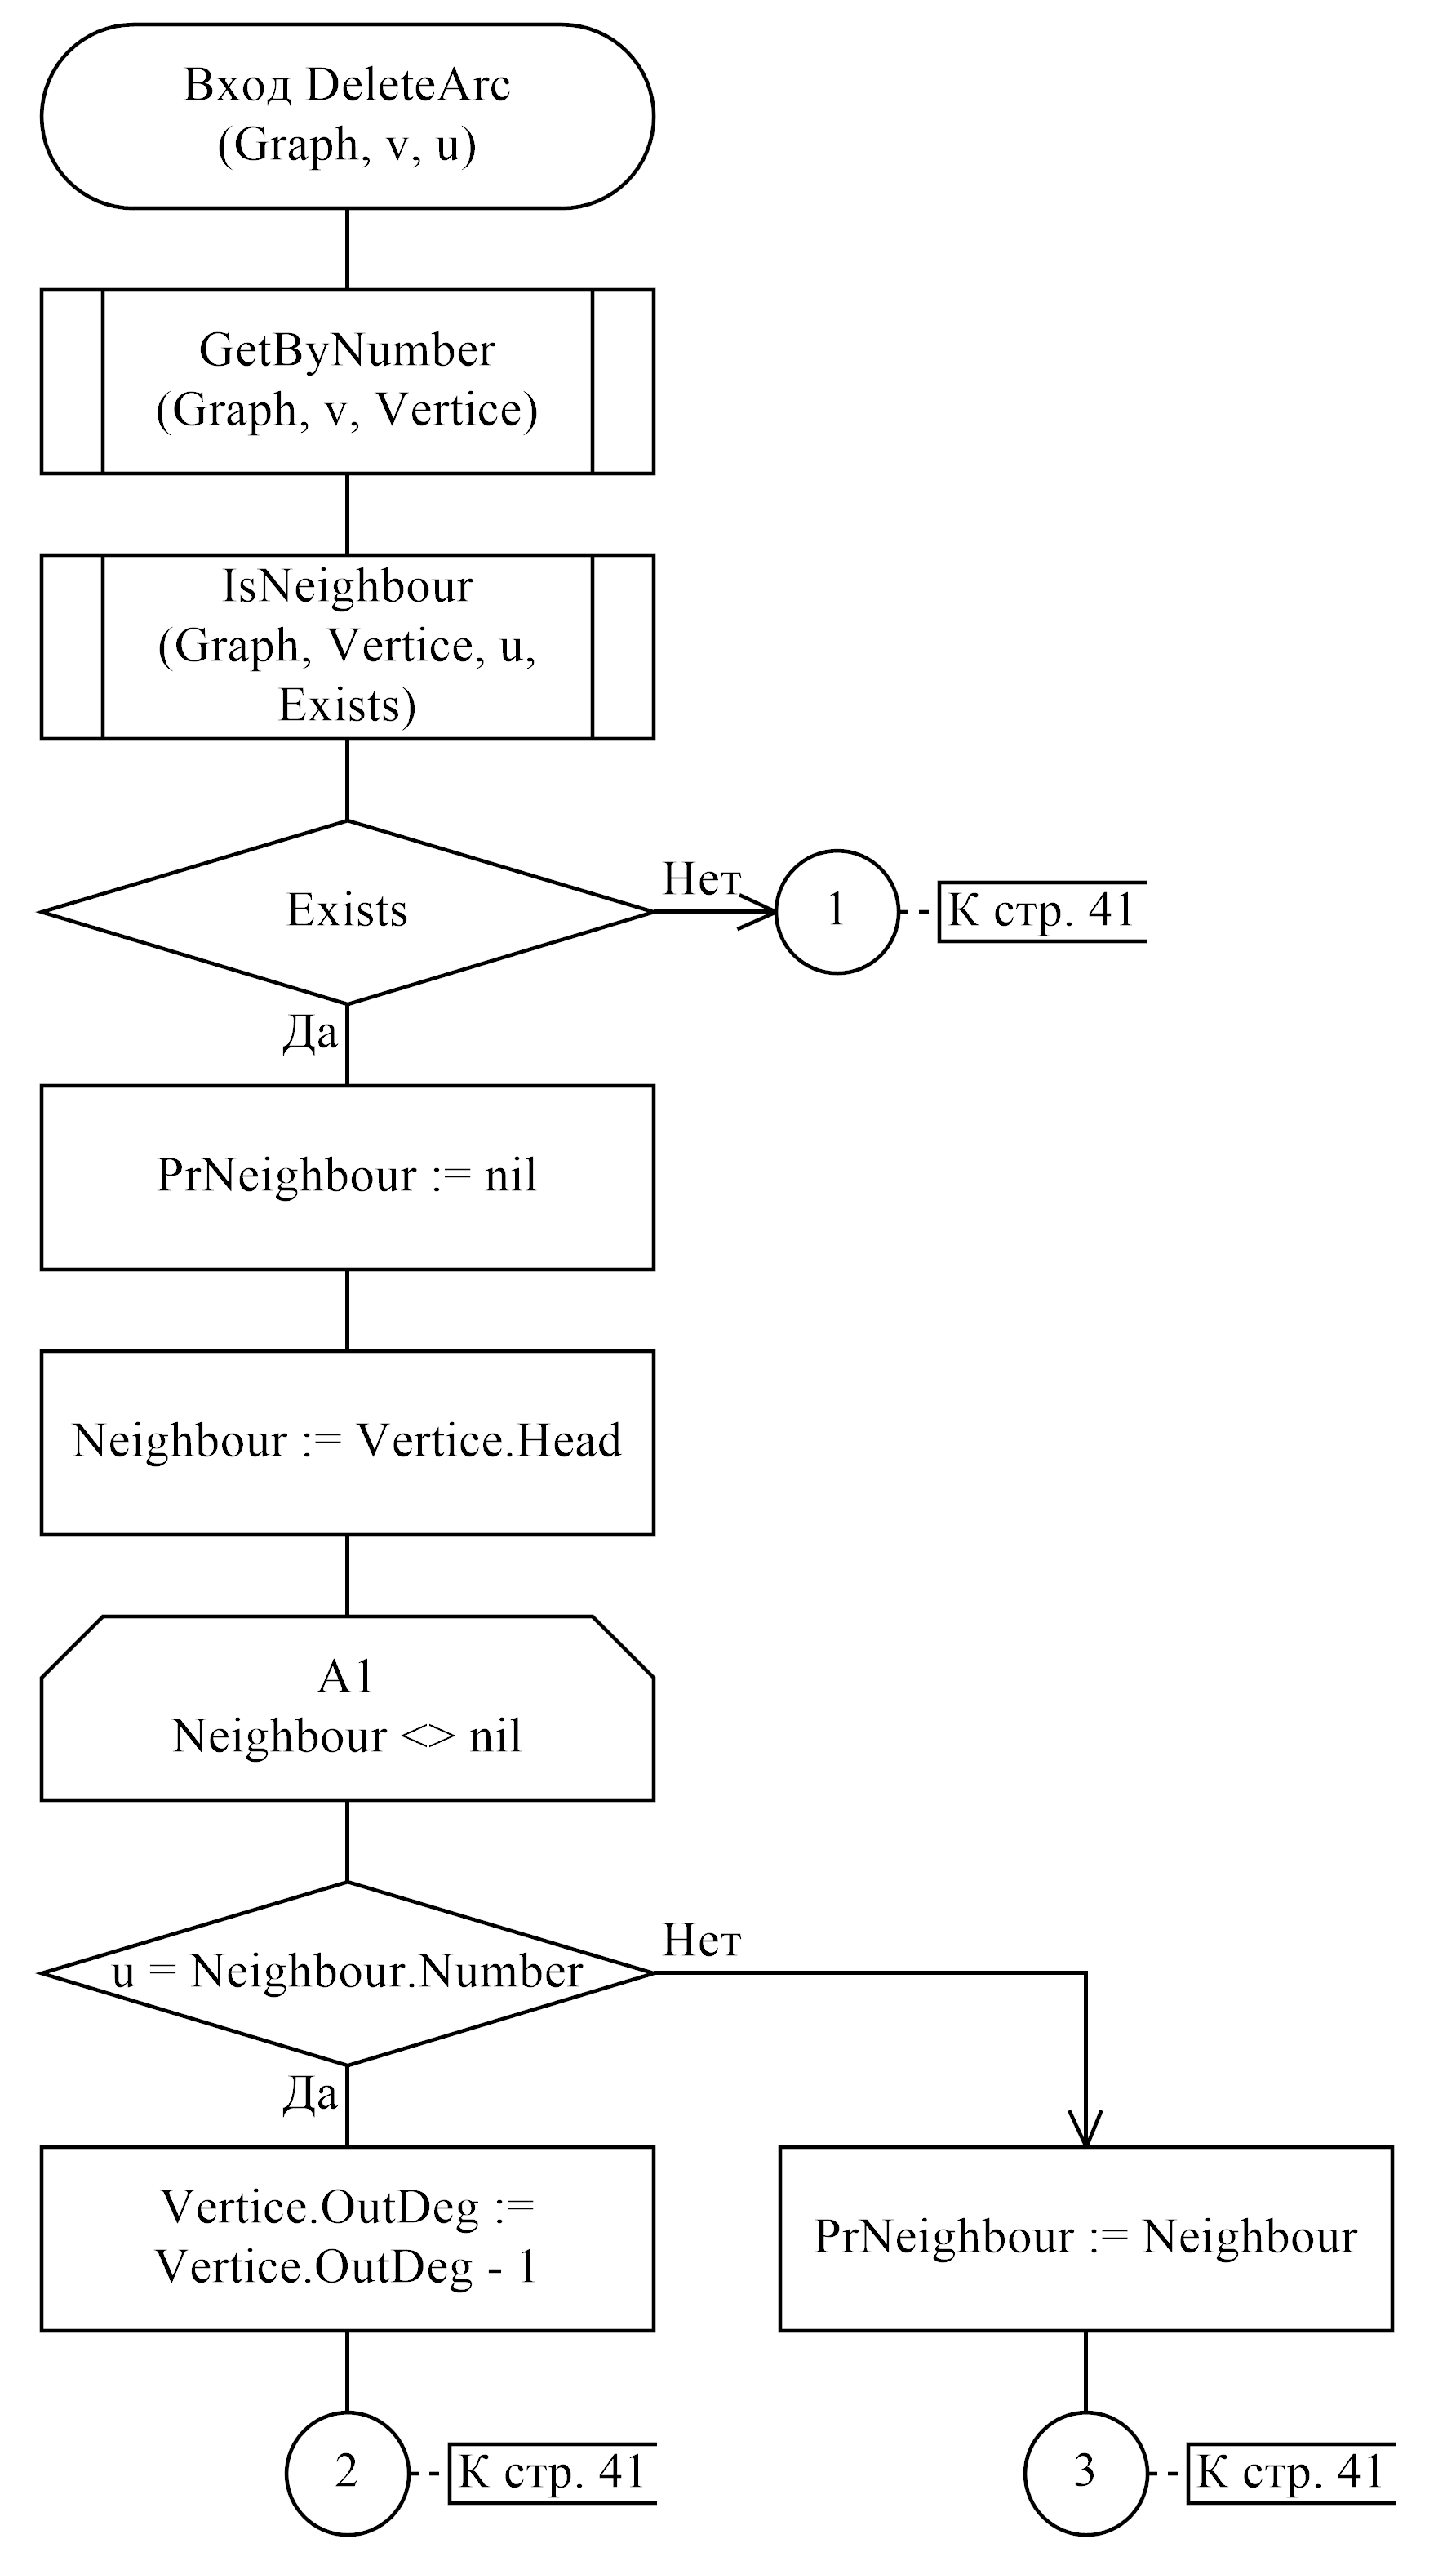 Вход DeleteArc
(Graph, v, u)
GetByNumber
(Graph, v, Vertice)
IsNeighbour
(Graph, Vertice, u,
Exists)
Exists
Нет
1
К стр. 41
Да
PrNeighbour := nil
Neighbour := Vertice.Head
A1
Neighbour <> nil
u = Neighbour.Number
Нет
Да
Vertice.OutDeg :=
Vertice.OutDeg - 1
PrNeighbour := Neighbour
2
К стр. 41
3
К стр. 41